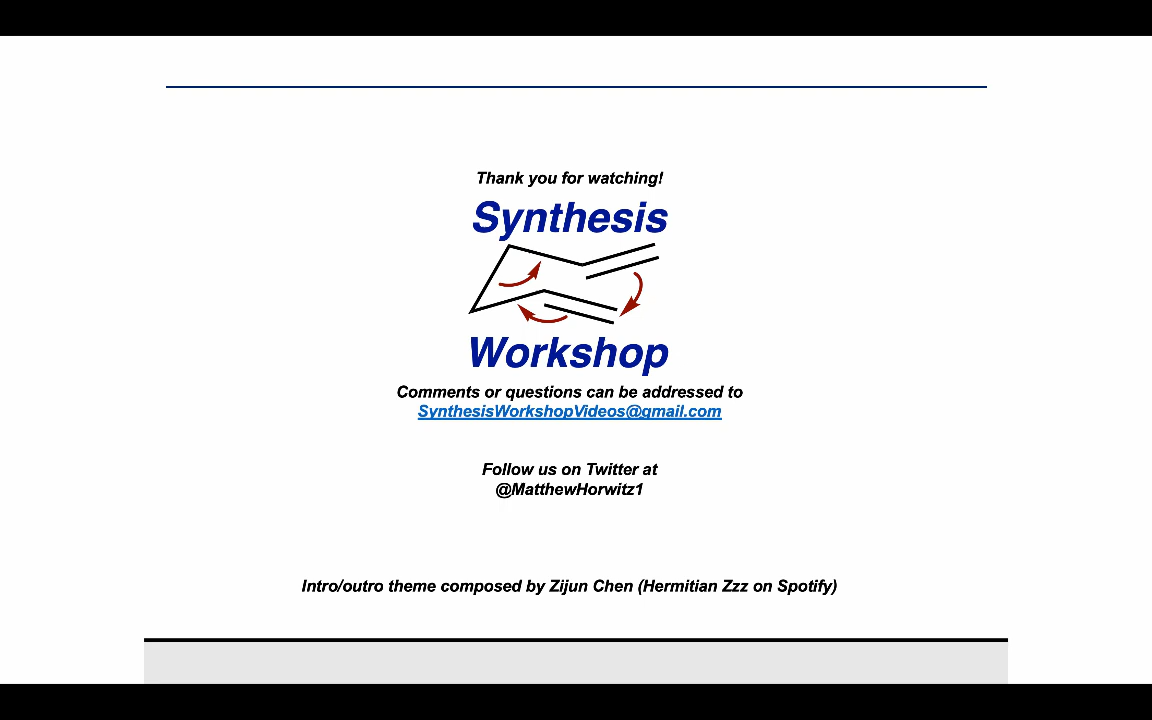 Thank you for watching!
Synthesis
Workshop
Comments or questions can be addressed to
SynthesisWorkshopVideos@gmail.com
Follow us on Twitter at
@MatthewHorwitz1
Intro/outro theme composed by Zijun Chen (Hermitian Zzz on Spotify)